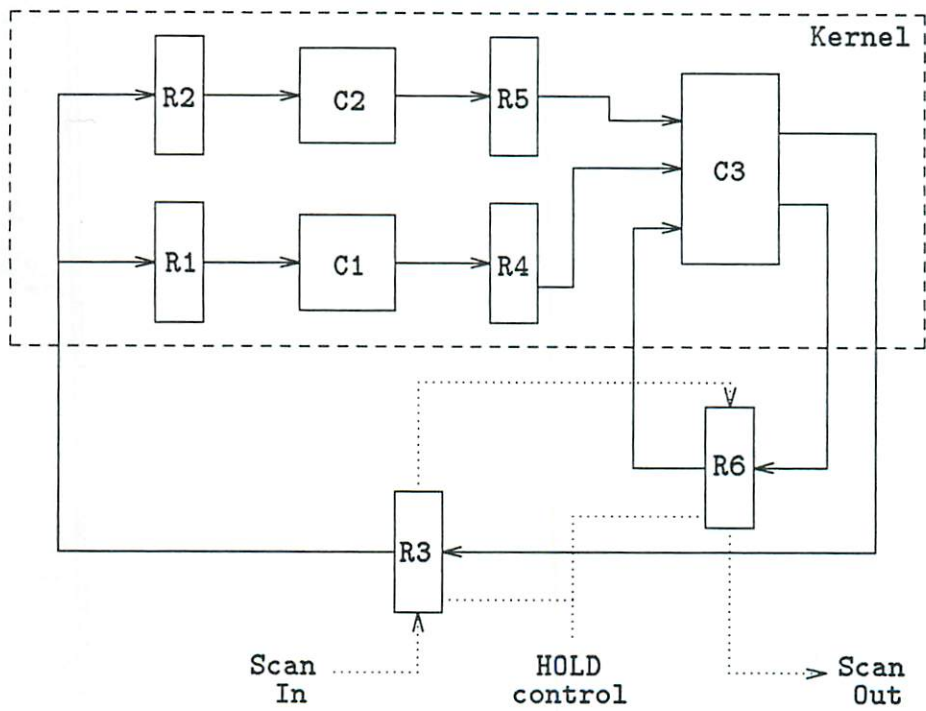 Kernel
R2
C2
R5
C3
R1
C1
R4
R6
R3
Scan
In
HOLD
control
Scan
Out